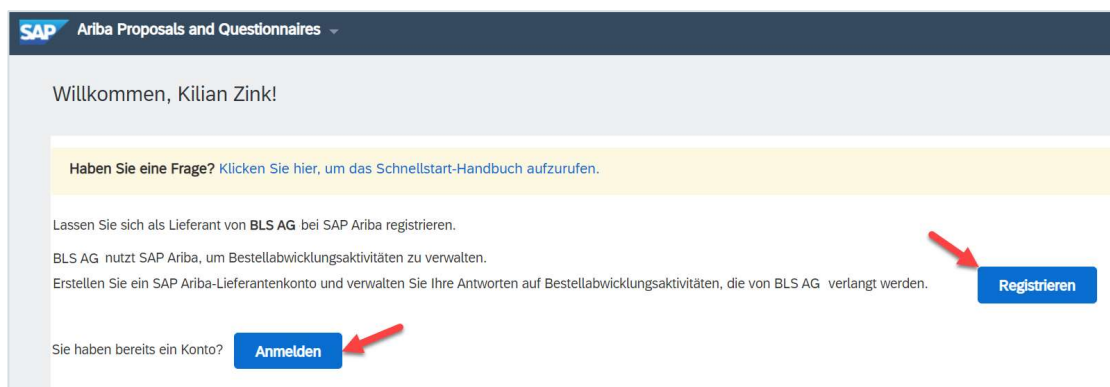 SAP Ariba Proposals and Questionnaires
Willkommen, Kilian Zink!
Haben Sie eine Frage? Klicken Sie hier, um das Schnellstart-Handbuch aufzurufen.
Lassen Sie sich als Lieferant von BLS AG bei SAP Ariba registrieren.
BLS AG nutzt SAP Ariba, um Bestellabwicklungsaktivitäten zu verwalten.
Erstellen Sie ein SAP Ariba-Lieferantenkonto und verwalten Sie Ihre Antworten auf Bestellabwicklungsaktivitäten, die von BLS AG verlangt werden. Registrieren
Sie haben bereits ein Konto? Anmelden